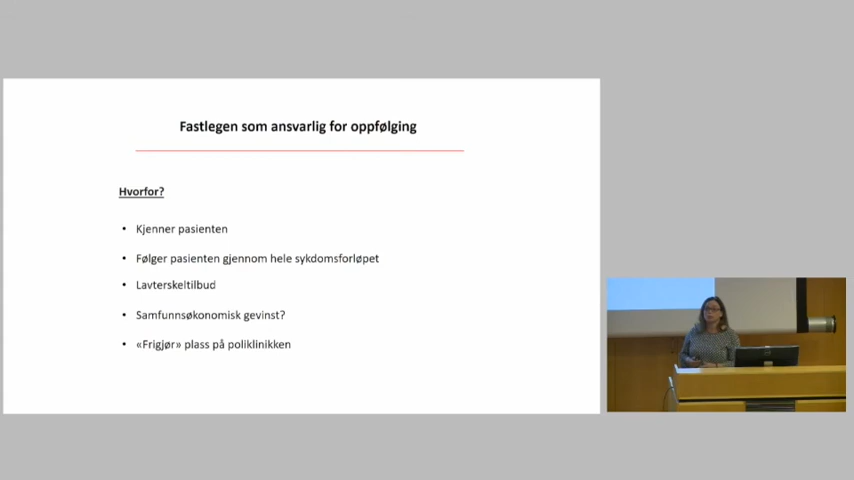 Fastlegen som ansvarlig for oppfølging
Hvorfor?
• Kjenner pasienten
• Følger pasienten gjennom hele sykdomsforløpet
• Lavterskeltilbud
• Samfunnsøkonomisk gevinst?
• «Frigjør» plass på poliklinikken